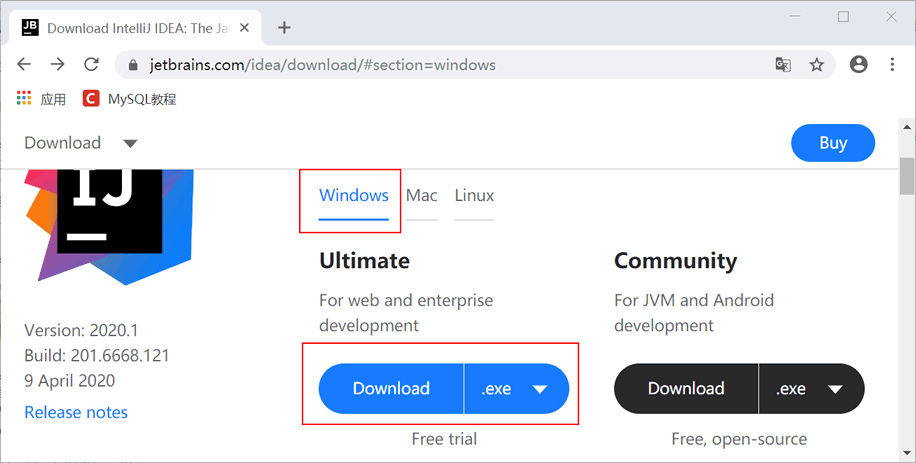 JB
Download IntelliJ IDEA: The Ja
jetbrains.com/idea/download/#section=windows
应用
C
MySQL教程
Download
Buy
IJ
Windows
Mac
Linux
Ultimate
For web and enterprise
development
Download
.exe
Free trial
Community
For JVM and Android
development
Download
.exe
Free, open-source
Version: 2020.1
Build: 201.6668.121
9 April 2020
Release notes